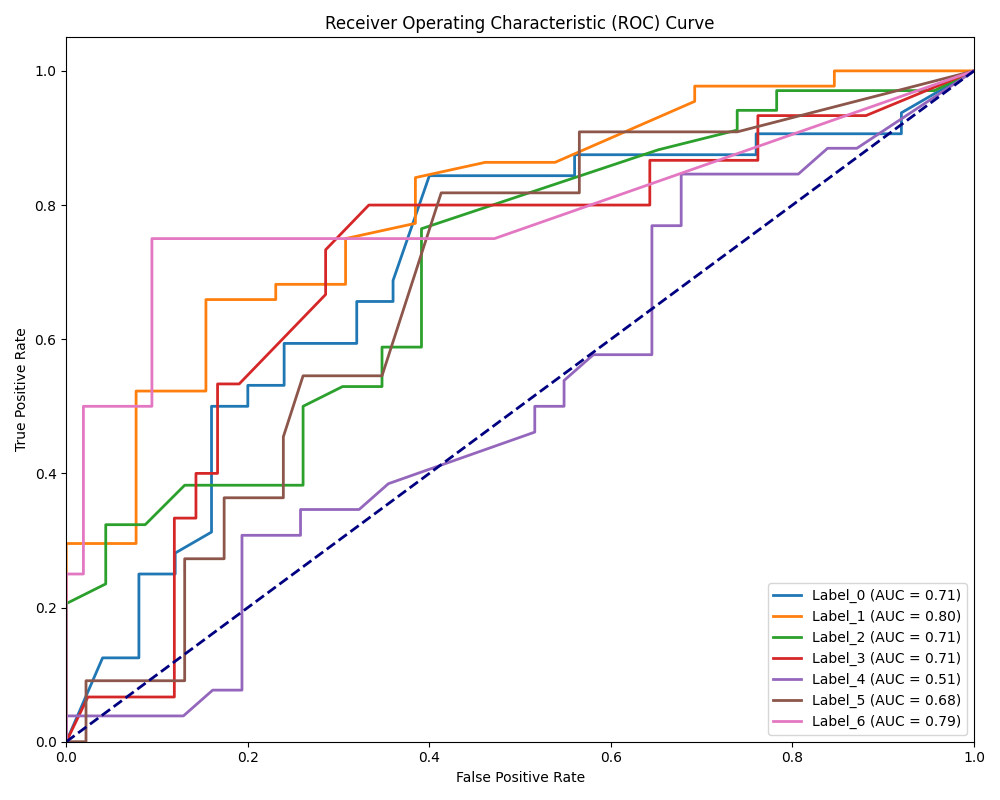 Receiver Operating Characteristic (ROC) Curve
True Positive Rate
1.0
0.8
0.6
0.4
0.2
0.0
Label_0 (AUC = 0.71)
Label_1 (AUC = 0.80)
Label_2 (AUC = 0.71)
Label_3 (AUC = 0.71)
Label_4 (AUC = 0.51)
Label_5 (AUC = 0.68)
Label_6 (AUC = 0.79)
0.0 0.2 0.4 0.6 0.8 1.0
False Positive Rate